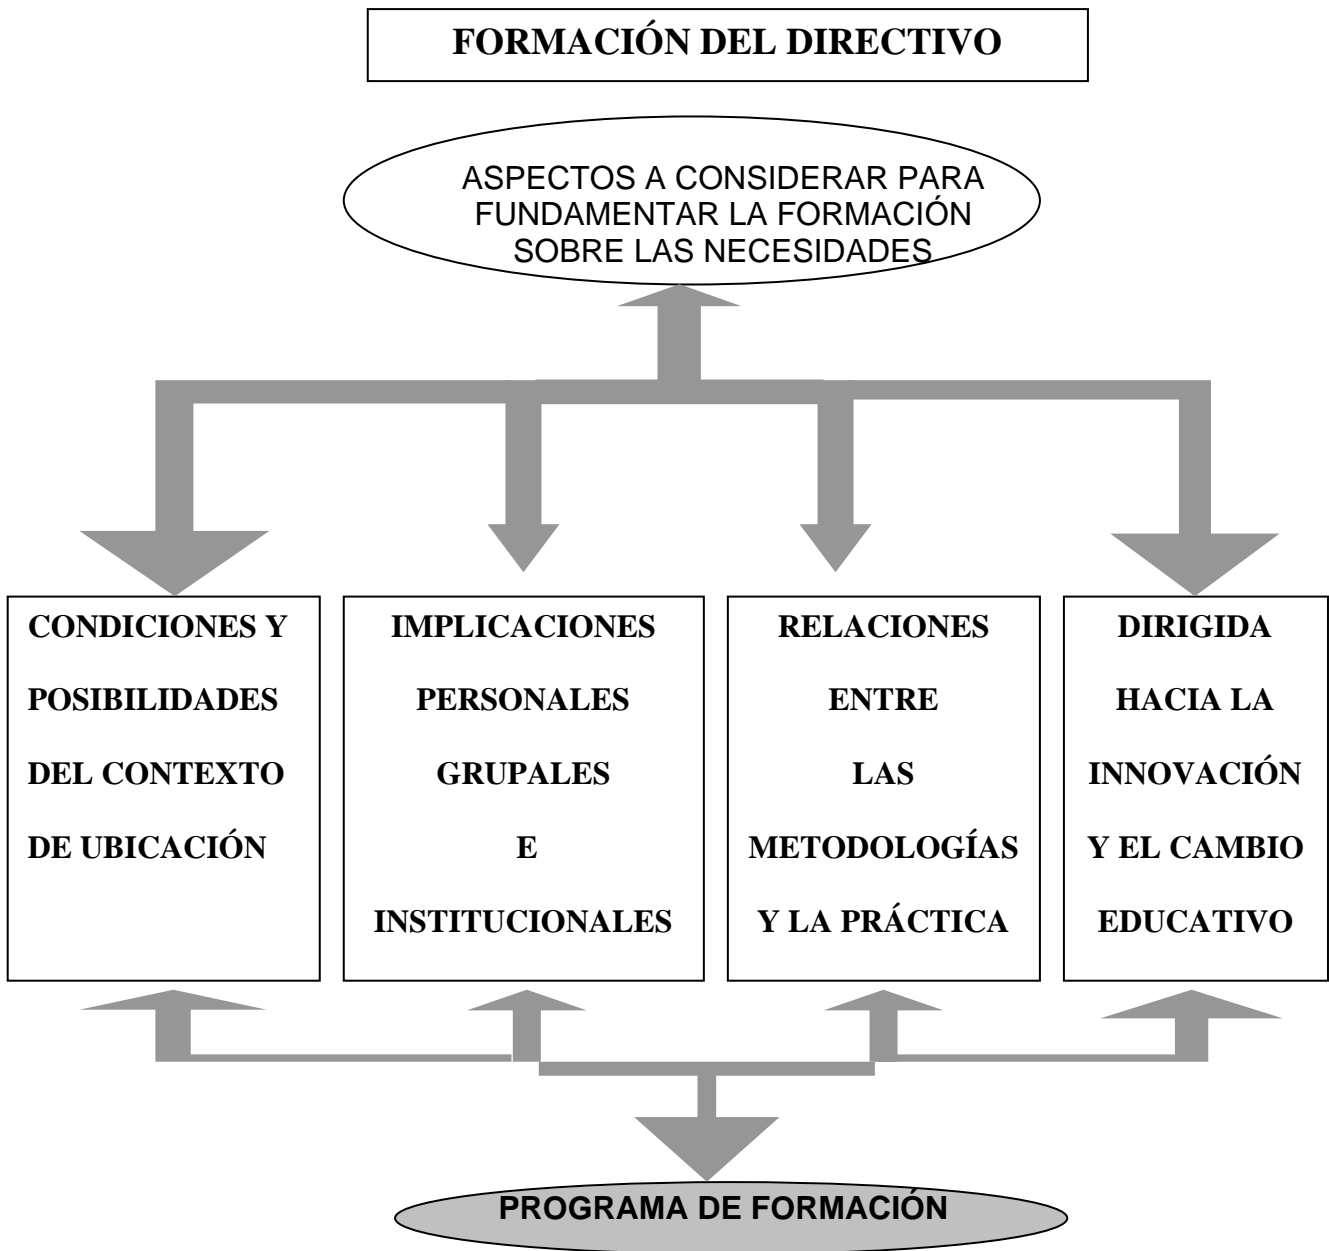 FORMACIÓN DEL DIRECTIVO
ASPECTOS A CONSIDERAR PARA
FUNDAMENTAR LA FORMACIÓN
SOBRE LAS NECESIDADES
CONDICIONES Y
POSIBILIDADES
DEL CONTEXTO
DE UBICACIÓN
IMPLICACIONES
PERSONALES
GRUPALES
E
INSTITUCIONALES
RELACIONES
ENTRE
LAS
METODOLOGÍAS
Y LA PRÁCTICA
DIRIGIDA
HACIA LA
INNOVACIÓN
Y EL CAMBIO
EDUCATIVO
PROGRAMA DE FORMACIÓN